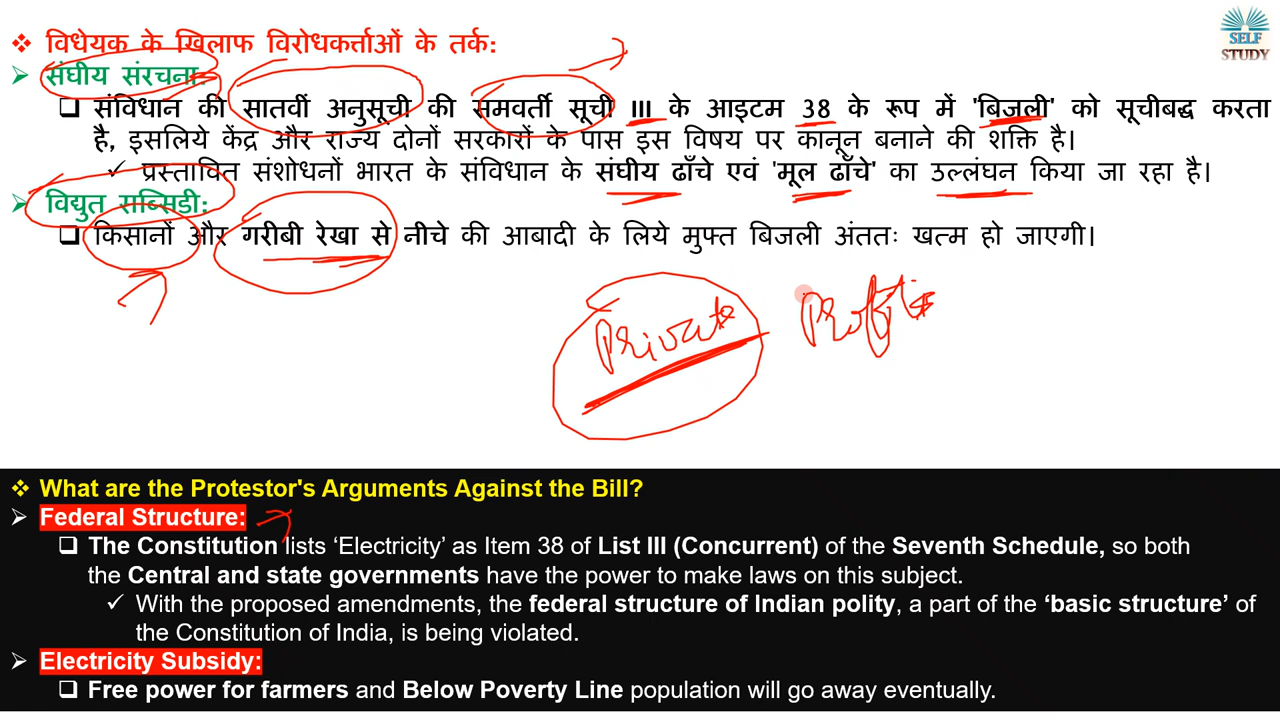 SELF
STUDY
❖ विधेयक के खिलाफ विरोधकर्त्ताओं के तर्क:
➢ संघीय संरचना:
❑ संविधान की सातवीं अनुसूची की समवर्ती सूची III के आइटम 38 के रूप में 'बिजली' को सूचीबद्ध करता
है, इसलिये केंद्र और राज्य दोनों सरकारों के पास इस विषय पर कानून बनाने की शक्ति है।
✓ प्रस्तावित संशोधनों भारत के संविधान के संघीय ढाँचे एवं 'मूल ढाँचे' का उल्लंघन किया जा रहा है।
➢ विद्युत सब्सिडी:
❑ किसानों और गरीबी रेखा से नीचे की आबादी के लिये मुफ्त बिजली अंततः खत्म हो जाएगी।
Private Profit
❖ What are the Protestor's Arguments Against the Bill?
➢ Federal Structure:
❑ The Constitution lists ‘Electricity’ as Item 38 of List III (Concurrent) of the Seventh Schedule, so both
the Central and state governments have the power to make laws on this subject.
✓ With the proposed amendments, the federal structure of Indian polity, a part of the ‘basic structure’ of
the Constitution of India, is being violated.
➢ Electricity Subsidy:
❑ Free power for farmers and Below Poverty Line population will go away eventually.